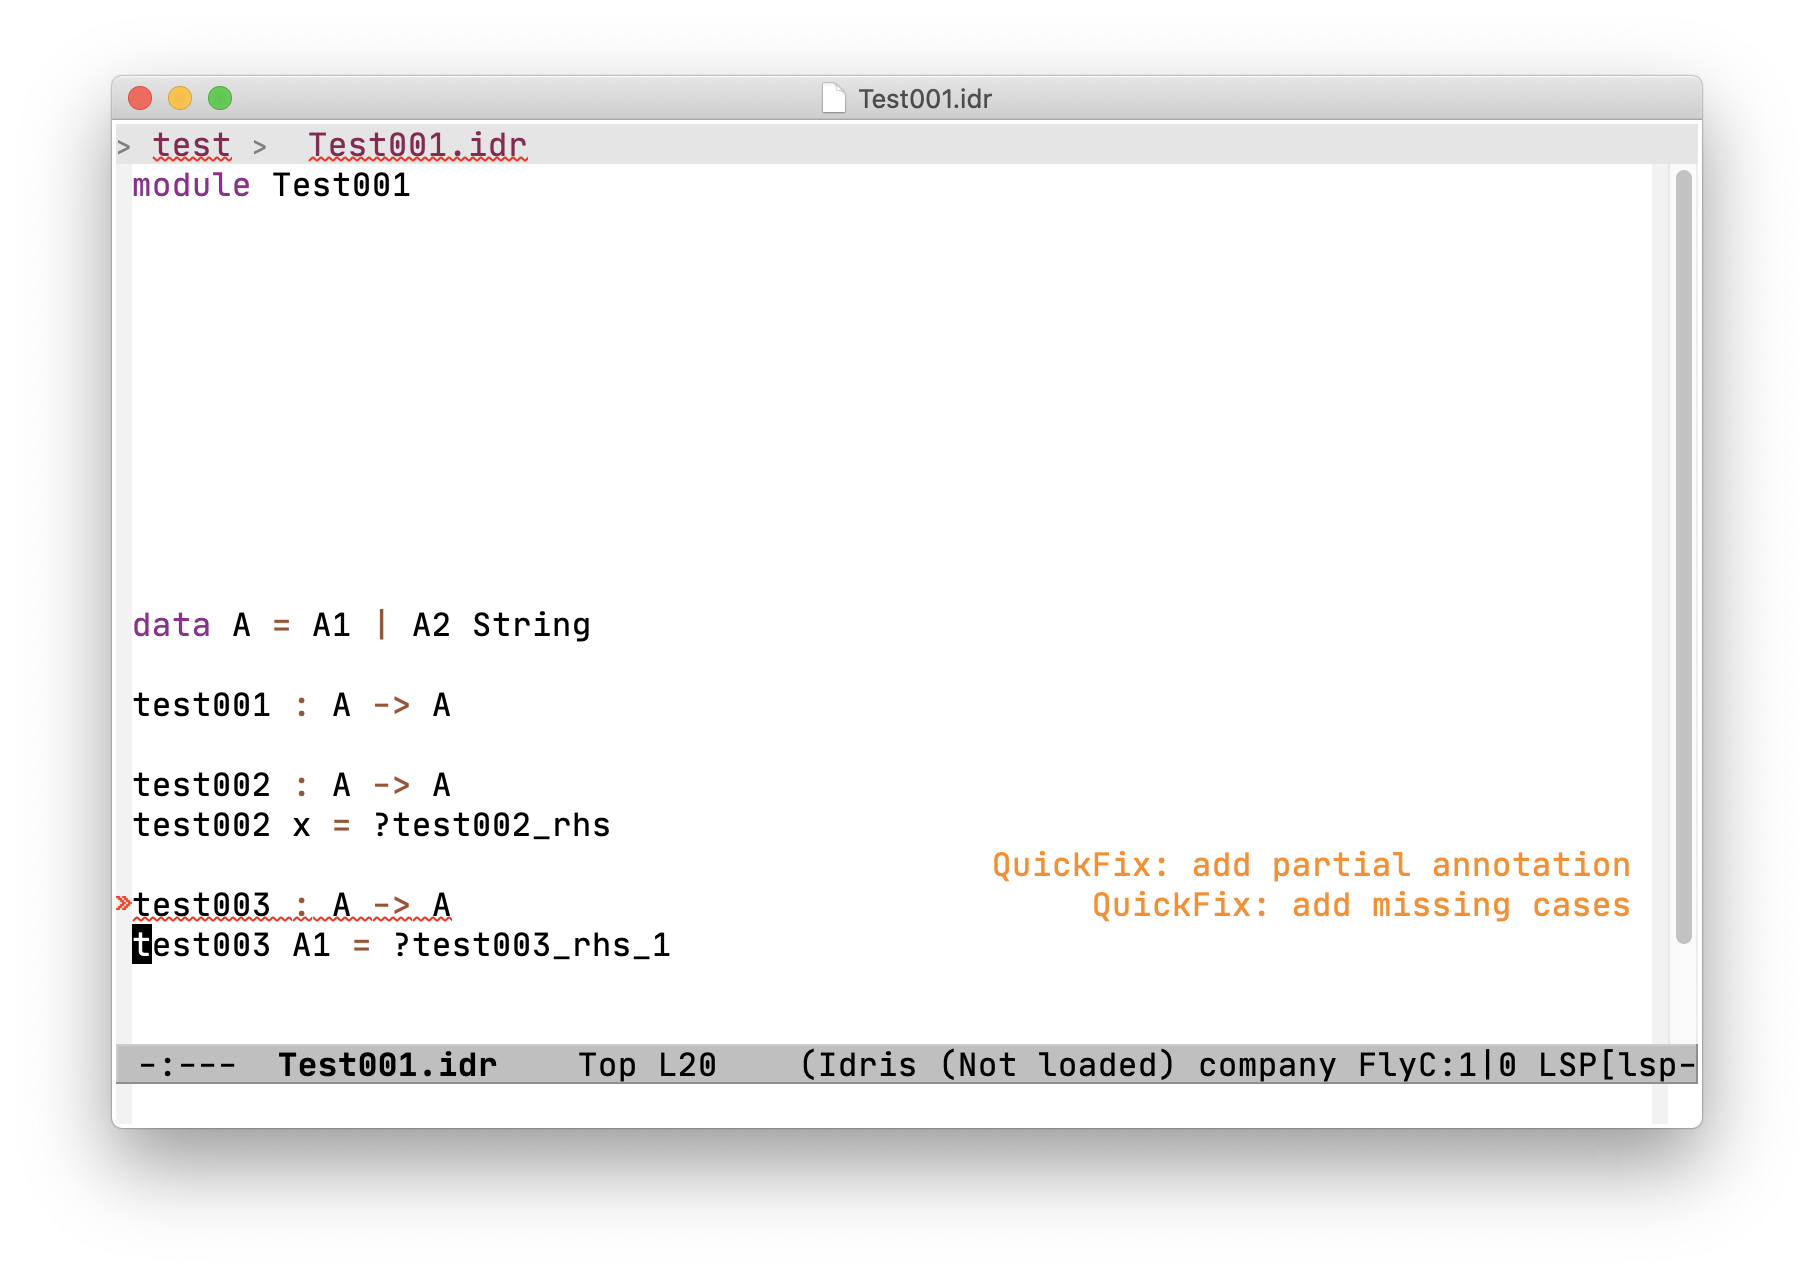 Test001.idr
> test > Test001.idr
module Test001
data A = A1 | A2 String
test001 : A -> A
test002 : A -> A
test002 x = ?test002_rhs
QuickFix: add partial annotation
»test003 : A -> A QuickFix: add missing cases
test003 A1 = ?test003_rhs_1
-:--- Test001.idr Top L20 (Idris (Not loaded) company FlyC:1|0 LSP[lsp-